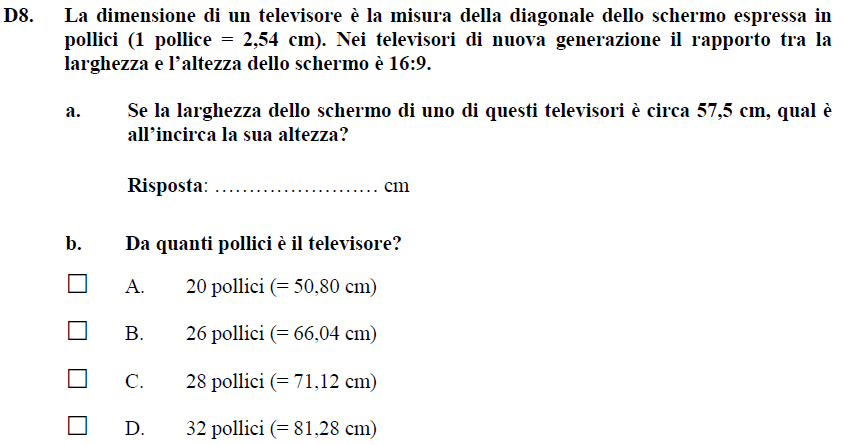 D8. La dimensione di un televisore è la misura della diagonale dello schermo espressa in
pollici (1 pollice = 2,54 cm). Nei televisori di nuova generazione il rapporto tra la
larghezza e l'altezza dello schermo è 16:9.
a. Se la larghezza dello schermo di uno di questi televisori è circa 57,5 cm, qual è
all'incirca la sua altezza?
Risposta: …………………… cm
b. Da quanti pollici è il televisore?
A. 20 pollici (= 50,80 cm)
B. 26 pollici (= 66,04 cm)
C. 28 pollici (= 71,12 cm)
D. 32 pollici (= 81,28 cm)